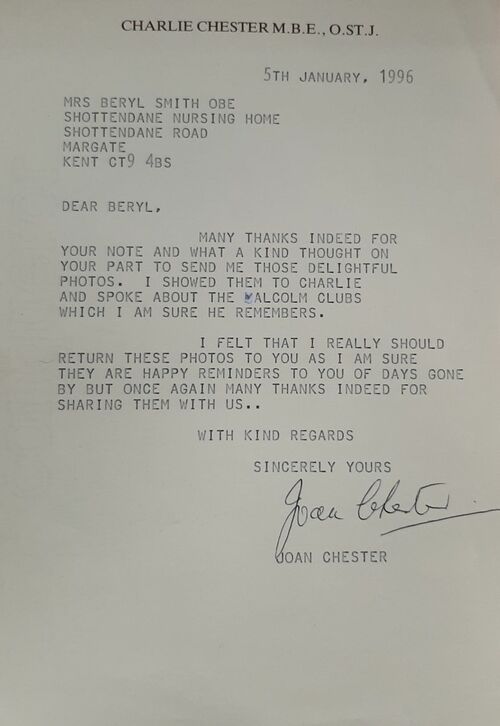 CHARLIE CHESTER M.B.E., O.ST.J.
5TH JANUARY, 1996
MRS BERYL SMITH OBE
SHOTTENDANE NURSING HOME
SHOTTENDANE ROAD
MARGATE
KENT CT9 4BS
DEAR BERYL,
MANY THANKS INDEED FOR
YOUR NOTE AND WHAT A KIND THOUGHT ON
YOUR PART TO SEND ME THOSE DELIGHTFUL
PHOTOS. I SHOWED THEM TO CHARLIE
AND SPOKE ABOUT THE MALCOLM CLUBS
WHICH I AM SURE HE REMEMBERS.
I FELT THAT I REALLY SHOULD
RETURN THESE PHOTOS TO YOU AS I AM SURE
THEY ARE HAPPY REMINDERS TO YOU OF DAYS GONE
BY BUT ONCE AGAIN MANY THANKS INDEED FOR
SHARING THEM WITH US..
WITH KIND REGARDS
SINCERELY YOURS
Joan Chester
JOAN CHESTER